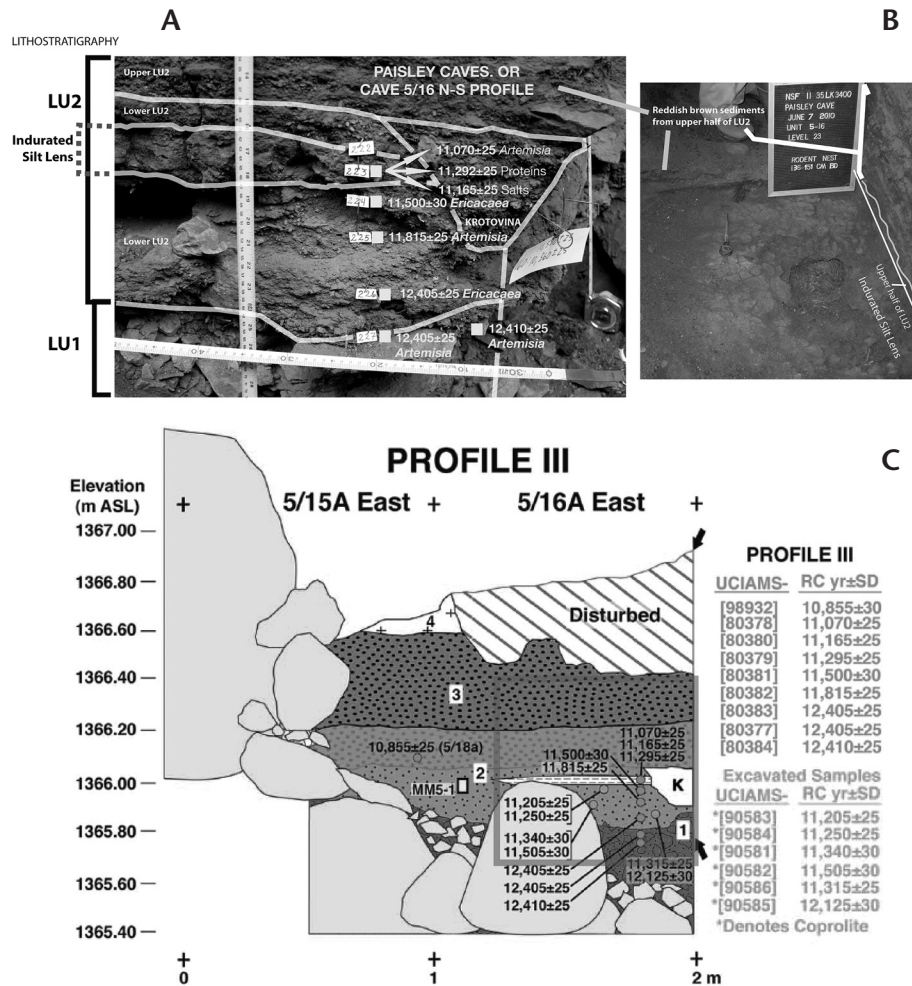 A
B
LITHOSTRATIGRAPHY
LU2
Indurated
Silt Lens
LU1
Upper LU2
Lower LU2
Lower LU2
PAISLEY CAVES. OR
CAVE 5/16 N-S PROFILE
222
11,070±25 Artemisia
223
11,292±25 Proteins
11,165±25 Salts
224
11,500±30 Ericacaea
KROTOVINA
225
11,815±25 Artemisia
226
12,405±25 Ericacaea
227
12,405±25
Artemisia
12,410±25
Artemisia
Reddish brown sediments
from upper half of LU2
NSF 11 35LK3400
PAISLEY CAVE
JUNE 7 2010
UNIT 5-16
LEVEL 23
RODENT NEST
136-151 CM BD
Upper half of LU2
Indurated Silt Lens
C
PROFILE III
Elevation
(m ASL)
5/15A East
5/16A East
1367.00
1366.80
1366.60
1366.40
1366.20
1366.00
1365.80
1365.60
1365.40
Disturbed
4
3
10,855±25 (5/18a)
11,070±25
11,165±25
11,295±25
11,500±30
11,815±25
2
MM5-1
K
11,205±25
11,250±25
1
11,340±30
11,505±30
11,315±25
12,125±30
12,405±25
12,405±25
12,410±25
0
1
2 m
PROFILE III
UCIAMS- RC yr±SD
[98932] 10,855±30
[80378] 11,070±25
[80380] 11,165±25
[80379] 11,295±25
[80381] 11,500±30
[80382] 11,815±25
[80383] 12,405±25
[80377] 12,405±25
[80384] 12,410±25
Excavated Samples
UCIAMS- RC yr±SD
*[90583] 11,205±25
*[90584] 11,250±25
*[90581] 11,340±30
*[90582] 11,505±30
*[90586] 11,315±25
*[90585] 12,125±30
*Denotes Coprolite